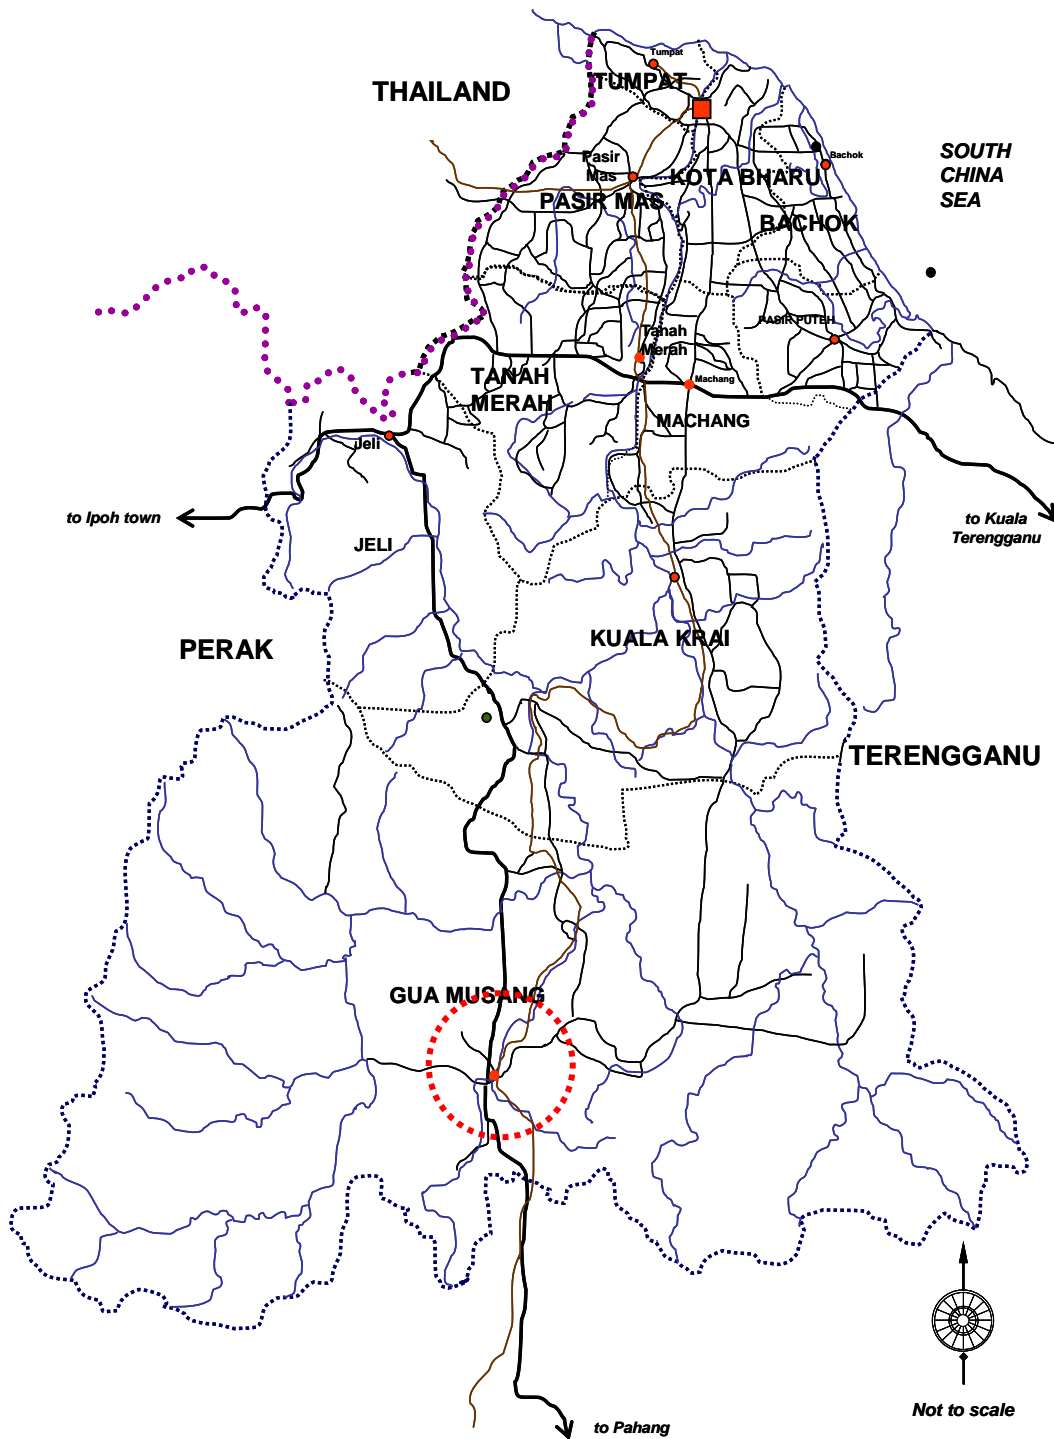 Tumpat
THAILAND
TUMPAT
Pasir
Mas
Bachok
SOUTH
CHINA
SEA
KOTA BHARU
PASIR MAS
BACHOK
PASIR PUTEH
Tanah
Merah
TANAH
MERAH
Machang
MACHANG
Jeli
to Ipoh town
to Kuala
Terengganu
JELI
KUALA KRAI
PERAK
TERENGGANU
GUA MUSANG
Not to scale
to Pahang